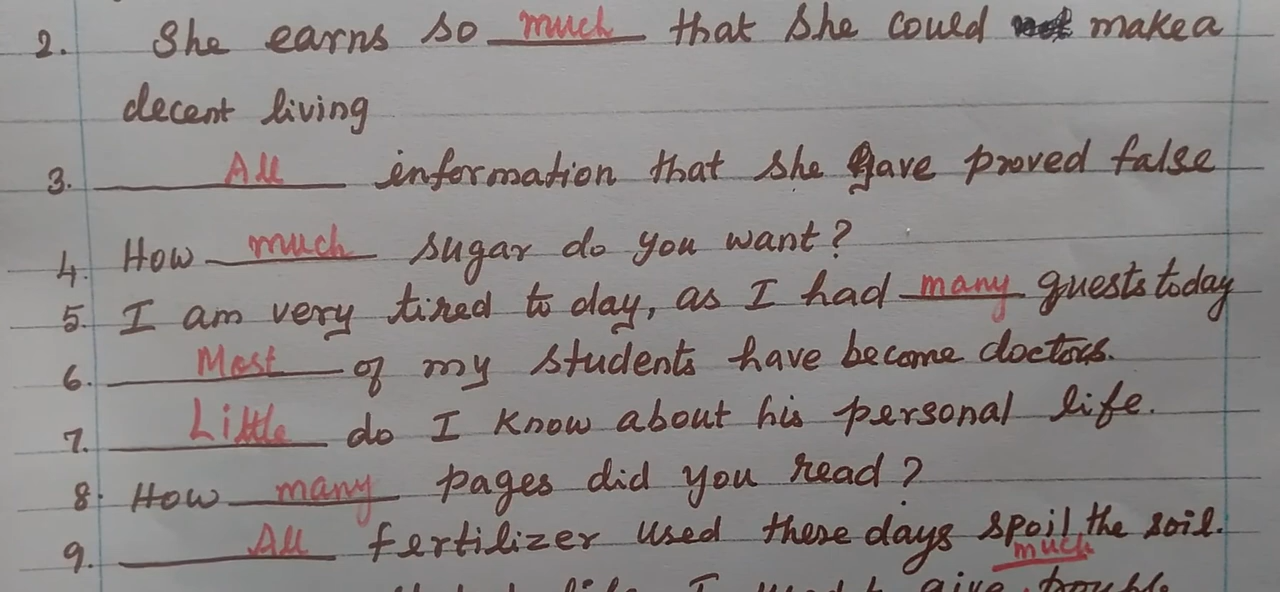 2. She earns so much that she could make a
decent living
3. All information that she gave proved false
4. How much sugar do you want?
5. I am very tired to day, as I had many guests today
6. Most of my students have become doctors.
7. Little do I know about his personal life.
8. How many pages did you read?
9. All fertilizer used these days spoil the soil.
much
life I give trouble